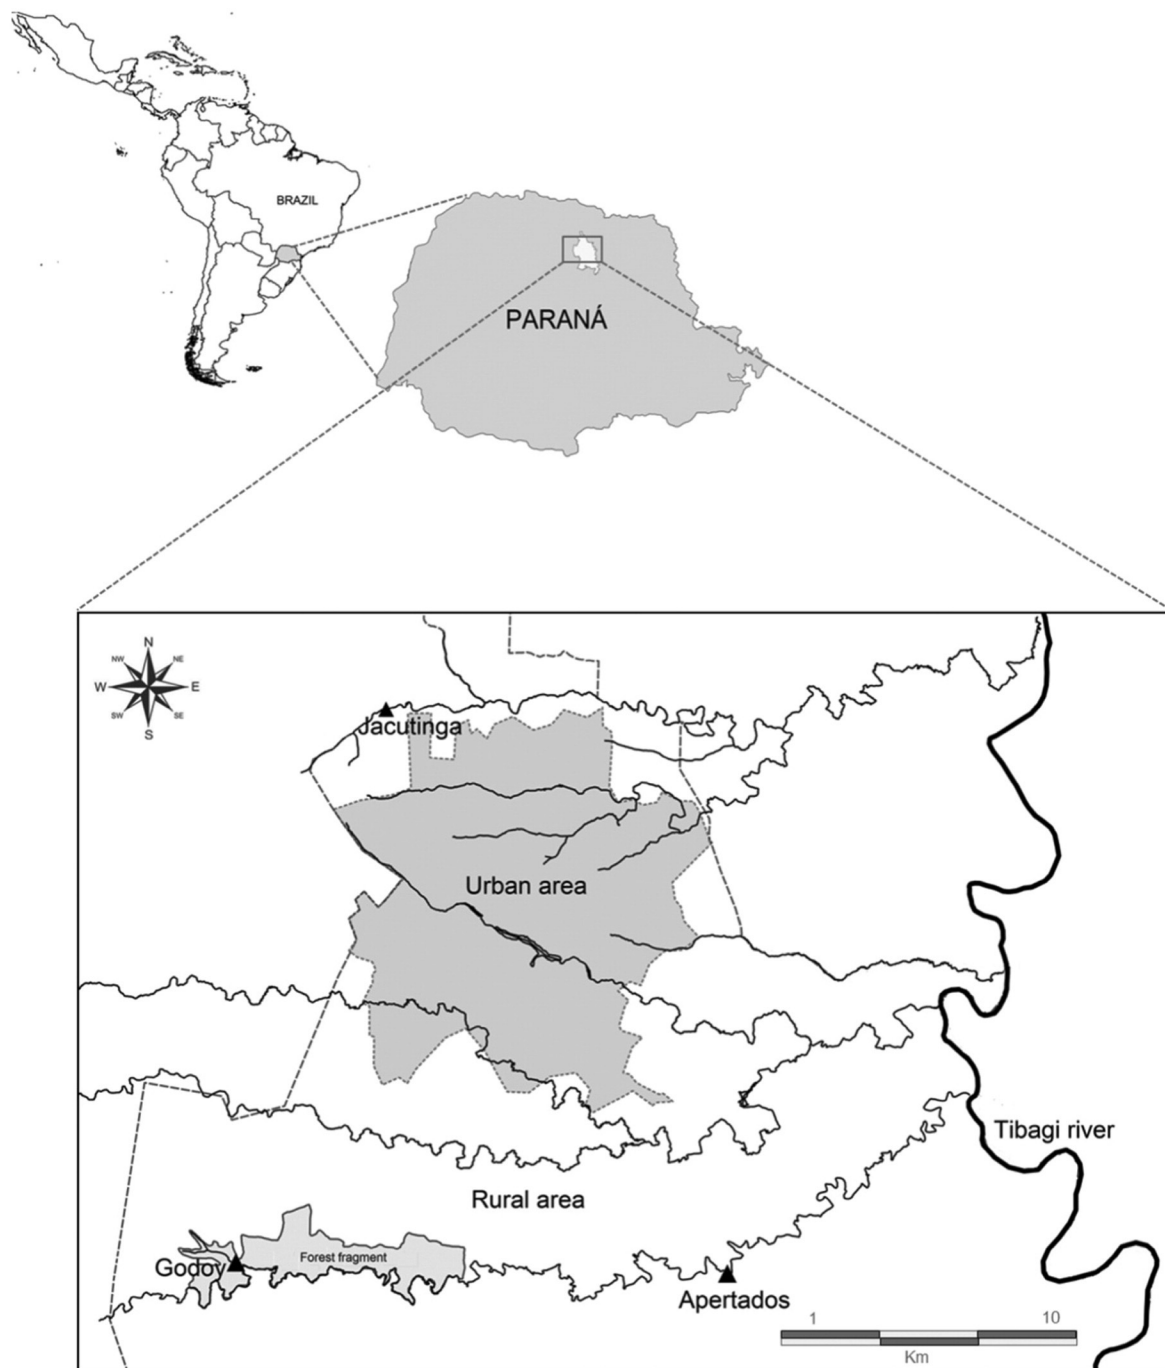 BRAZIL
PARANÁ
N
NW NE
W E
SW SE
S
Jacutinga
Urban area
Tibagi river
Rural area
Forest fragment
Godoy
Apertados
1 10
Km